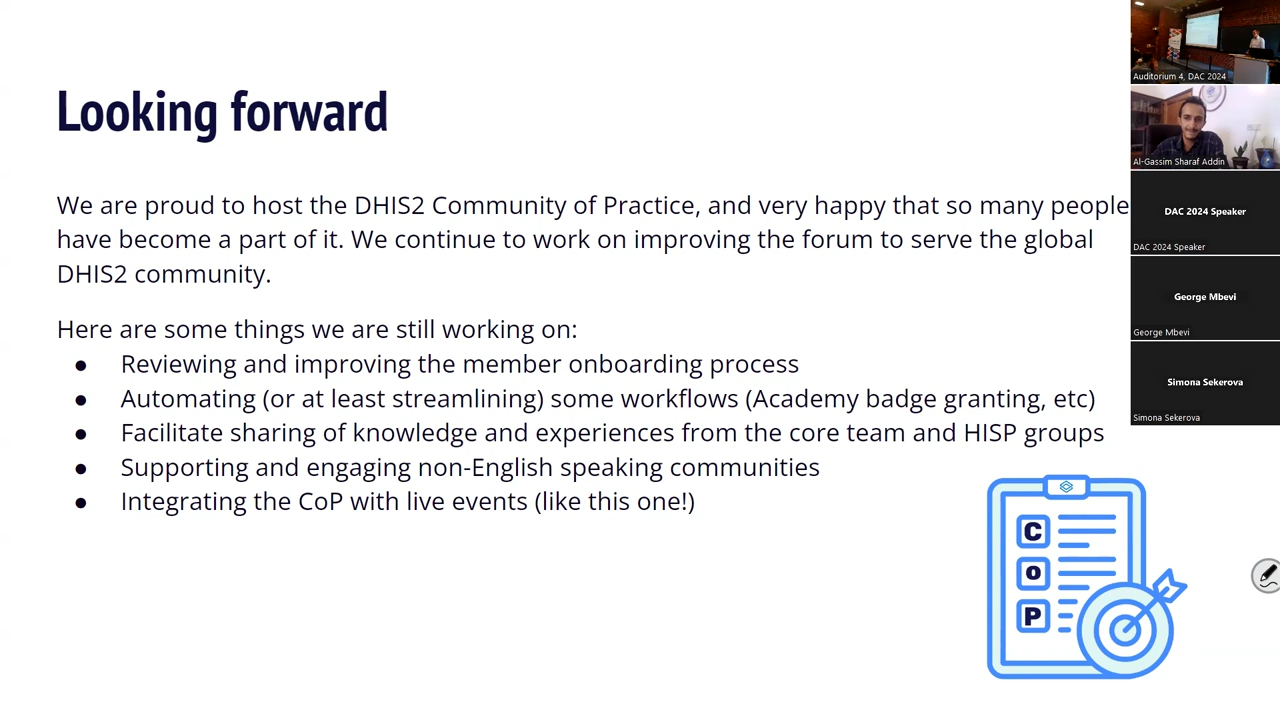 Looking forward
We are proud to host the DHIS2 Community of Practice, and very happy that so many people
have become a part of it. We continue to work on improving the forum to serve the global
DHIS2 community.
Here are some things we are still working on:
● Reviewing and improving the member onboarding process
● Automating (or at least streamlining) some workflows (Academy badge granting, etc)
● Facilitate sharing of knowledge and experiences from the core team and HISP groups
● Supporting and engaging non-English speaking communities
● Integrating the CoP with live events (like this one!)
C
O
P
Auditorium 4, DAC 2024
Al-Gassim Sharaf Addin
DAC 2024 Speaker
DAC 2024 Speaker
George Mbevi
George Mbevi
Simona Sekerova
Simona Sekerova